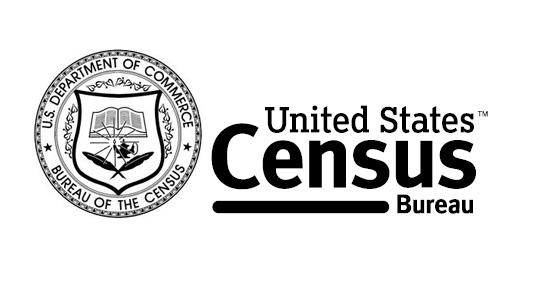 U.S. DEPARTMENT OF COMMERCE
BUREAU OF THE CENSUS
United States™
Census
Bureau